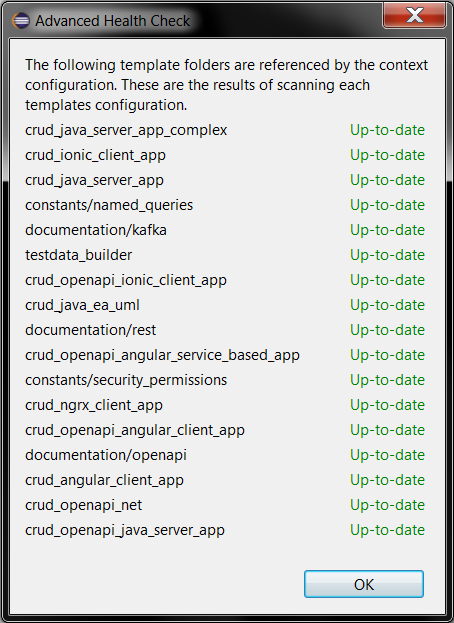 Advanced Health Check
The following template folders are referenced by the context
configuration. These are the results of scanning each
templates configuration.
crud_java_server_app_complex Up-to-date
crud_ionic_client_app Up-to-date
crud_java_server_app Up-to-date
constants/named_queries Up-to-date
documentation/kafka Up-to-date
testdata_builder Up-to-date
crud_openapi_ionic_client_app Up-to-date
crud_java_ea_uml Up-to-date
documentation/rest Up-to-date
crud_openapi_angular_service_based_app Up-to-date
constants/security_permissions Up-to-date
crud_ngrx_client_app Up-to-date
crud_openapi_angular_client_app Up-to-date
documentation/openapi Up-to-date
crud_angular_client_app Up-to-date
crud_openapi_net Up-to-date
crud_openapi_java_server_app Up-to-date
OK